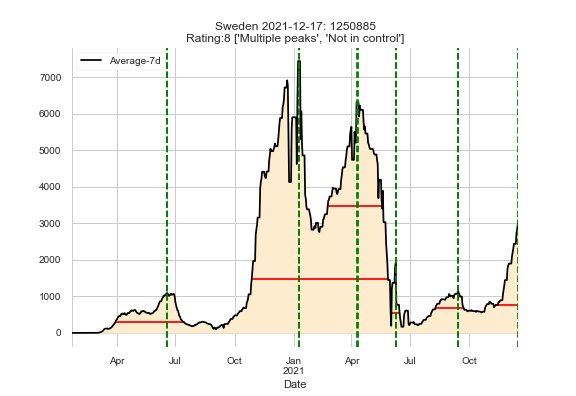 Sweden 2021-12-17: 1250885
Rating:8 ['Multiple peaks', 'Not in control']
Average-7d
7000
6000
5000
4000
3000
2000
1000
0
Apr Jul Oct Jan Apr Jul Oct
2021
Date